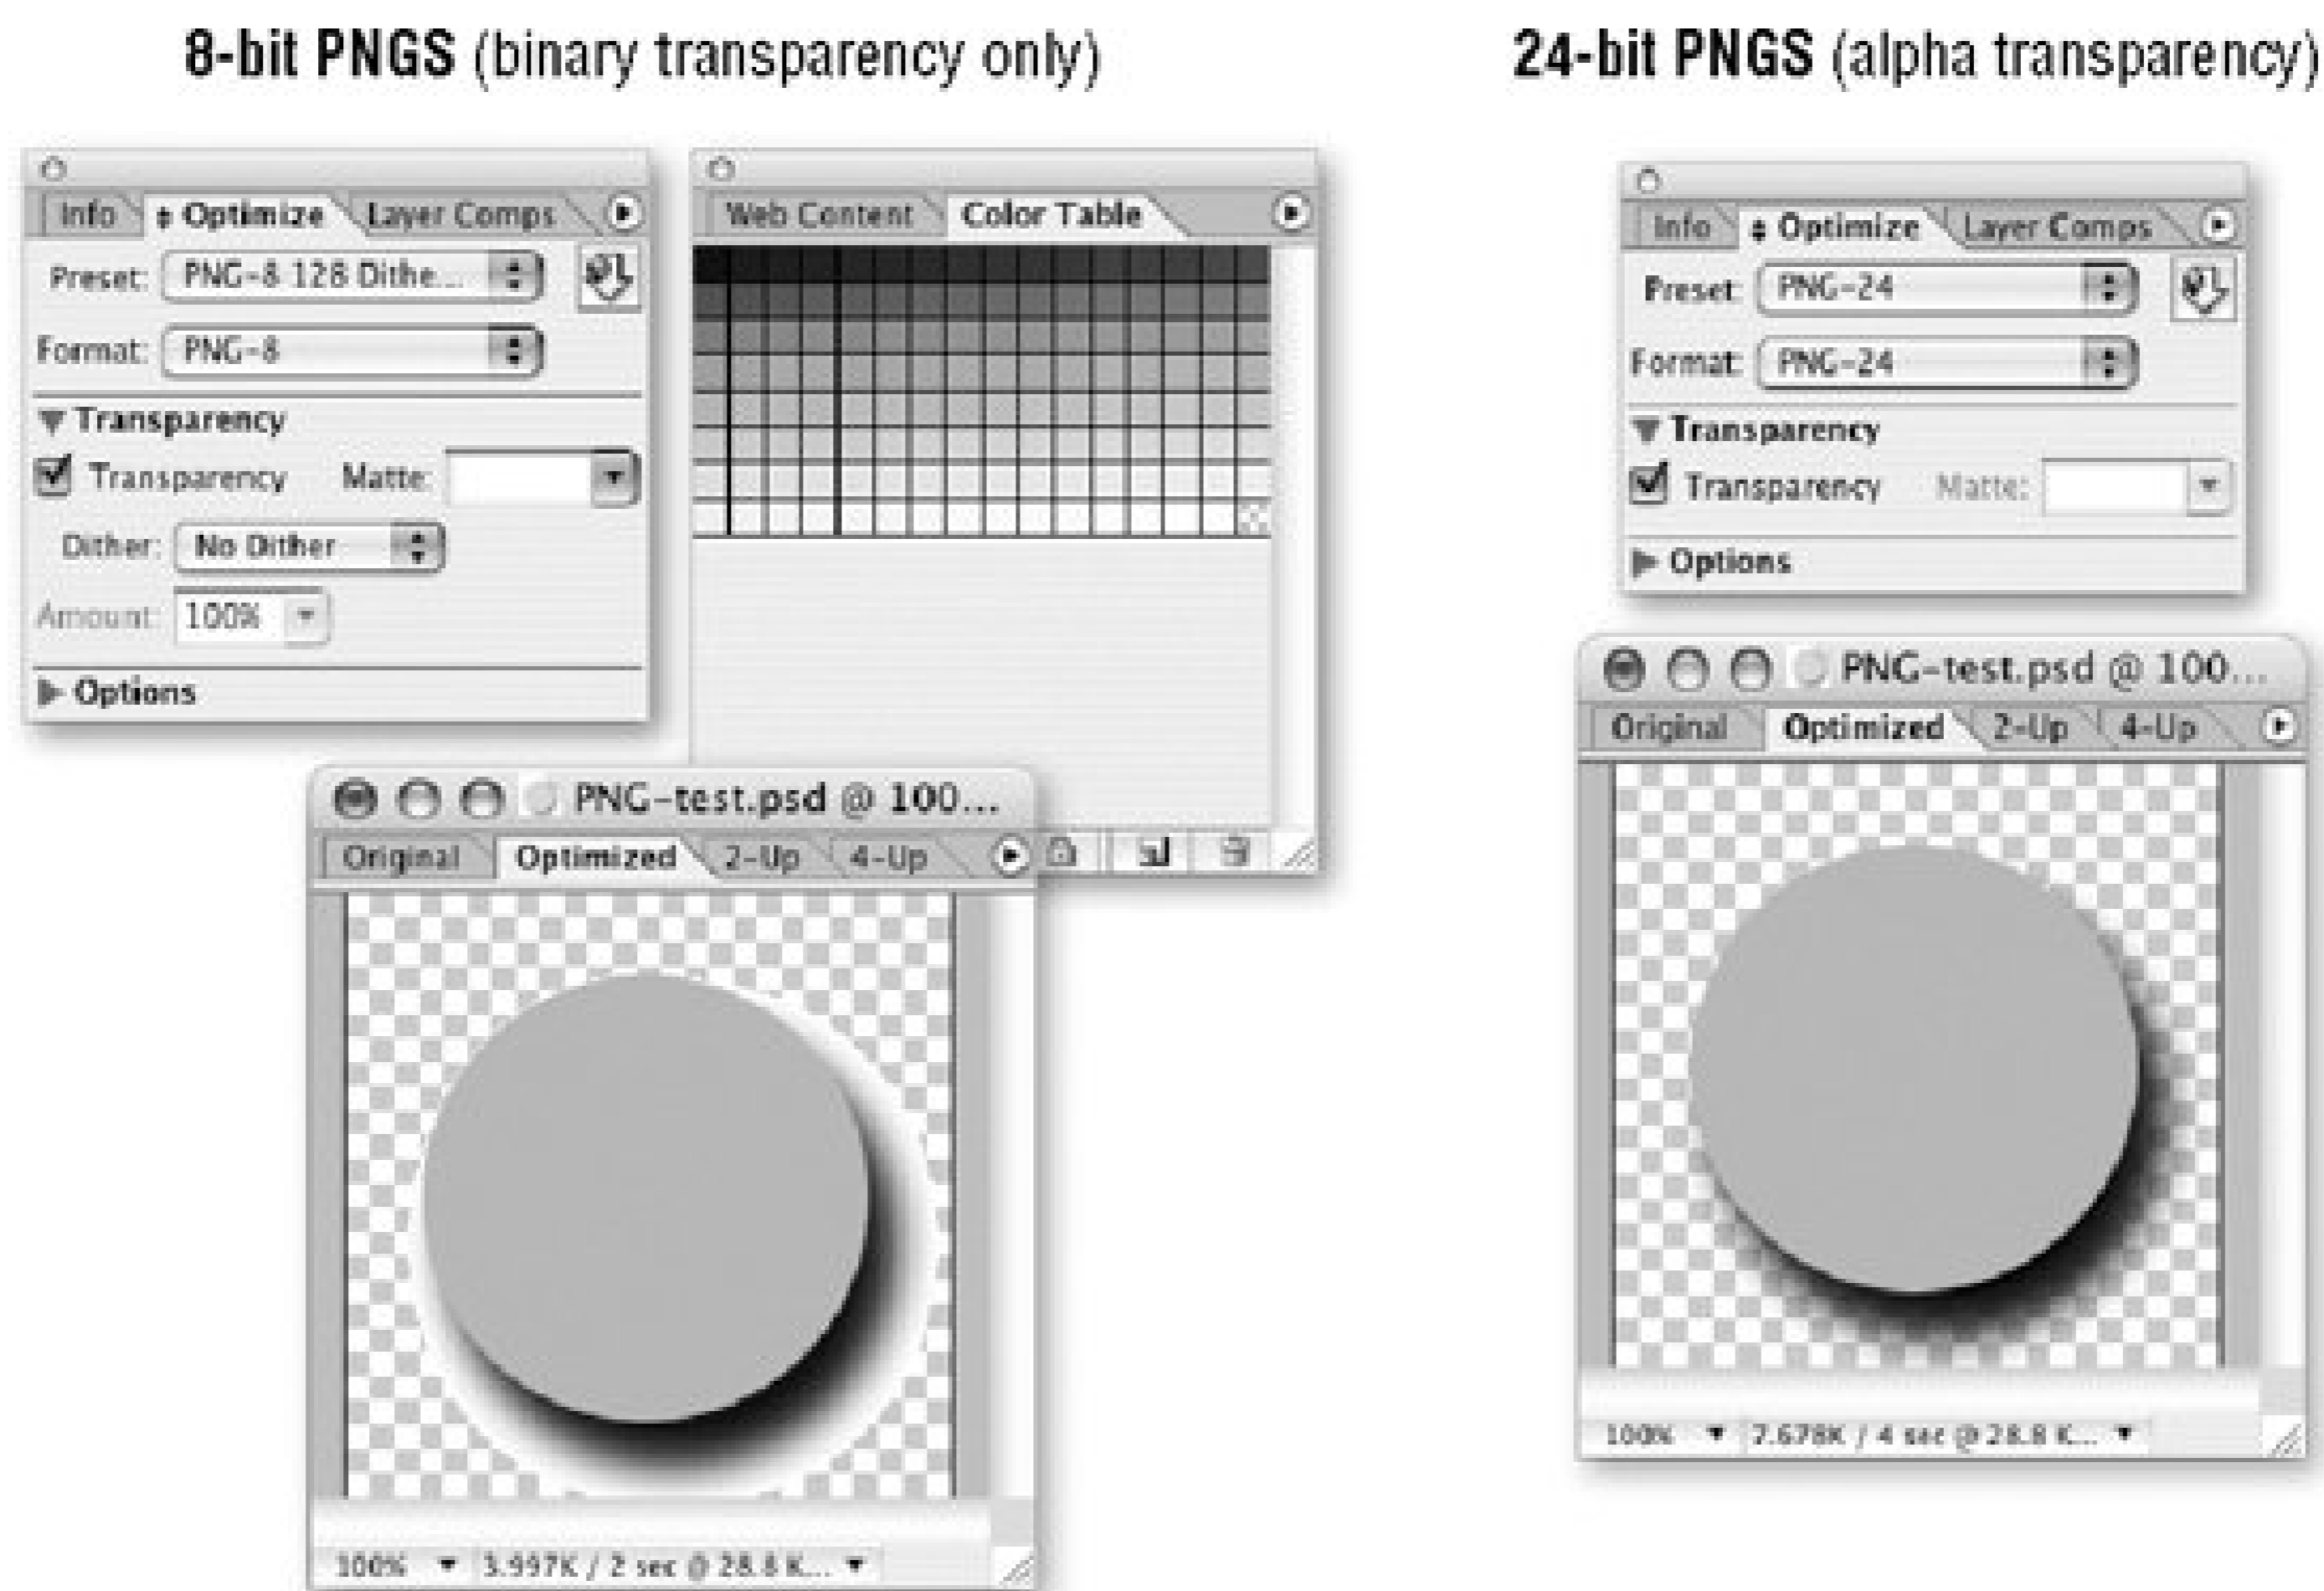 8-bit PNGS (binary transparency only)
24-bit PNGS (alpha transparency)
Info Optimize Layer Comps
Preset: PNG-8 128 Dithe...
Format: PNG-8
Transparency
Transparency Matte:
Dither: No Dither
Amount: 100%
Options
Web Content Color Table
PNG-test.psd @ 100...
Original Optimized 2-Up 4-Up
100% 3.997K / 2 sec @ 28.8 K...
Info Optimize Layer Comps
Preset: PNG-24
Format: PNG-24
Transparency
Transparency Matte:
Options
PNG-test.psd @ 100...
Original Optimized 2-Up 4-Up
100% 7.678K / 4 sec @ 28.8 K...